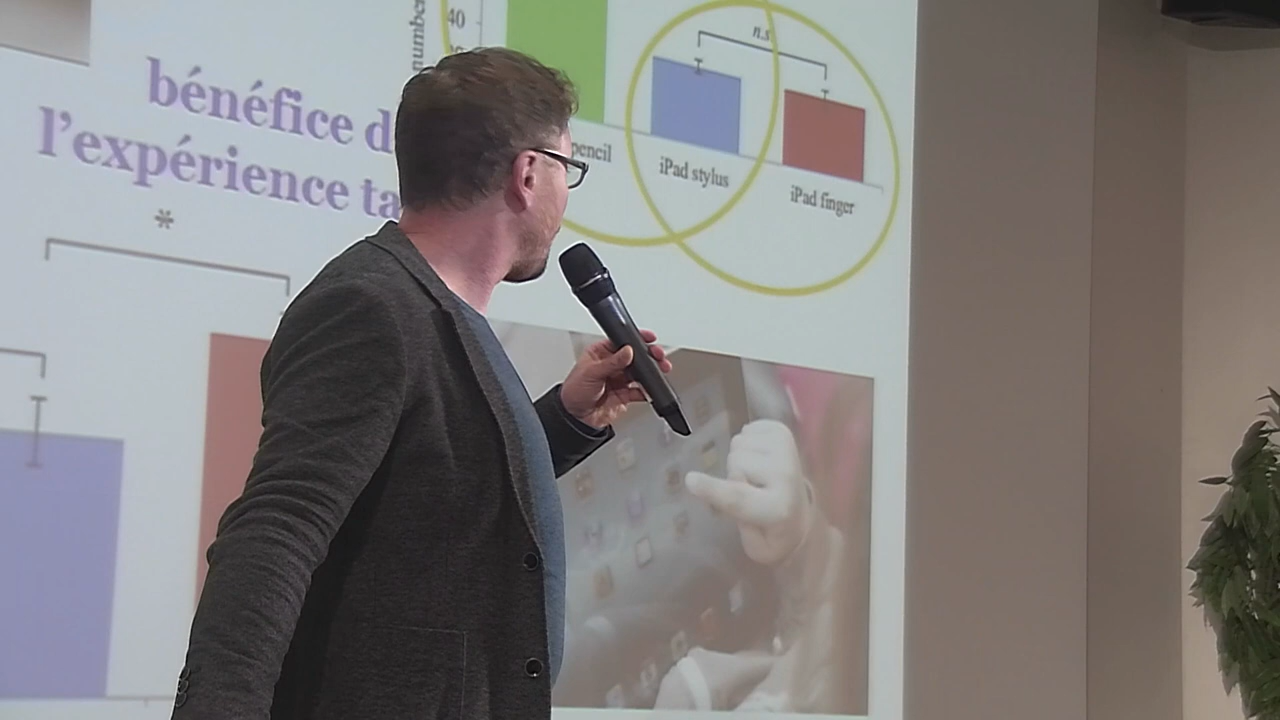 bénéfice d
l'expérience ta
*
number
40
n.s
pencil
iPad stylus
iPad finger